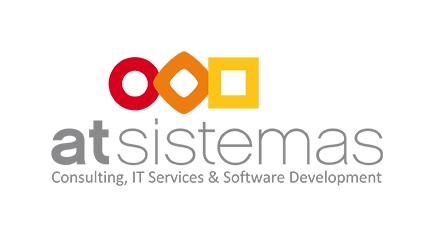 atsistemas
Consulting, IT Services & Software Development